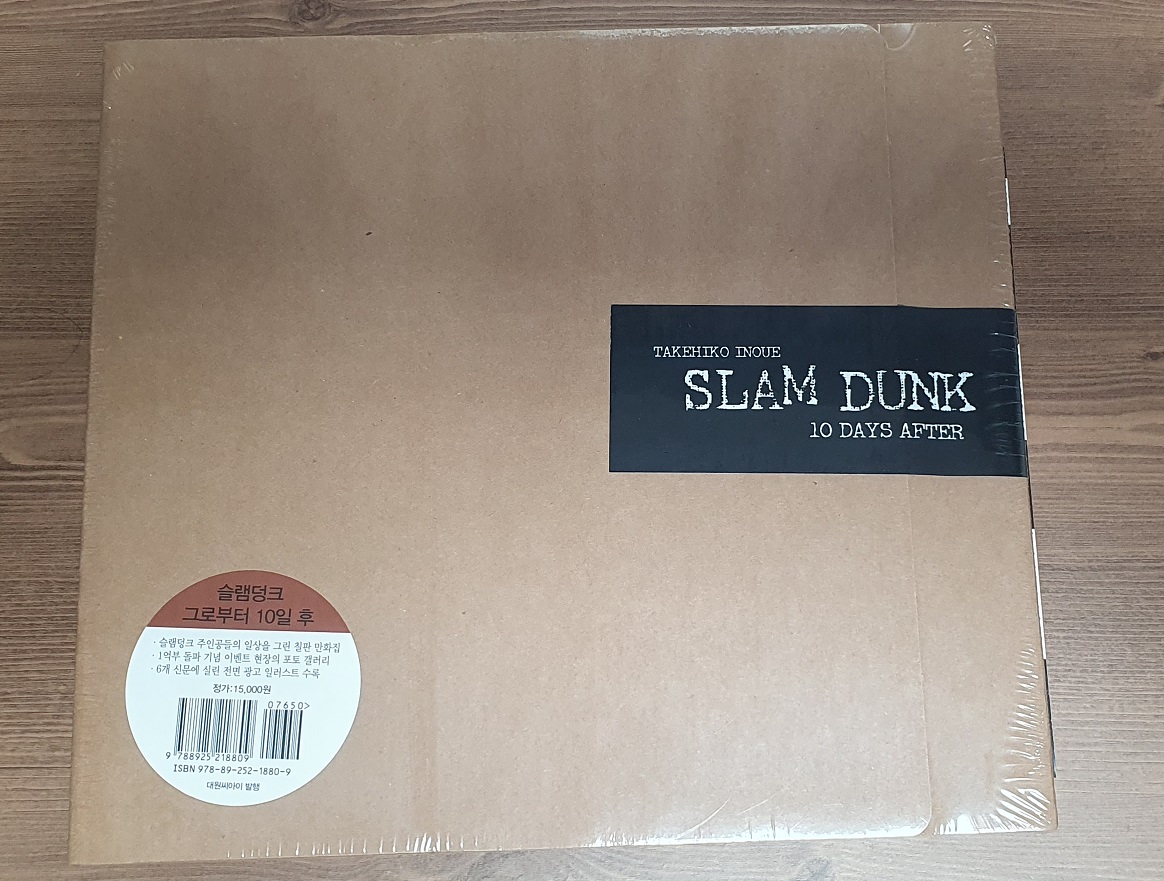 TAKEHIKO INOUE
SLAM DUNK
10 DAYS AFTER
슬램덩크
그로부터 10일 후
· 슬램덩크 주인공들의 일상을 그린 칠판 만화집
· 1억부 돌파 기념 이벤트 현장의 포토 갤러리
· 6개 신문에 실린 전면 광고 일러스트 수록
정가:15,000원
07650>
9 788925 218809
ISBN 978-89-252-1880-9
대원씨아이 발행